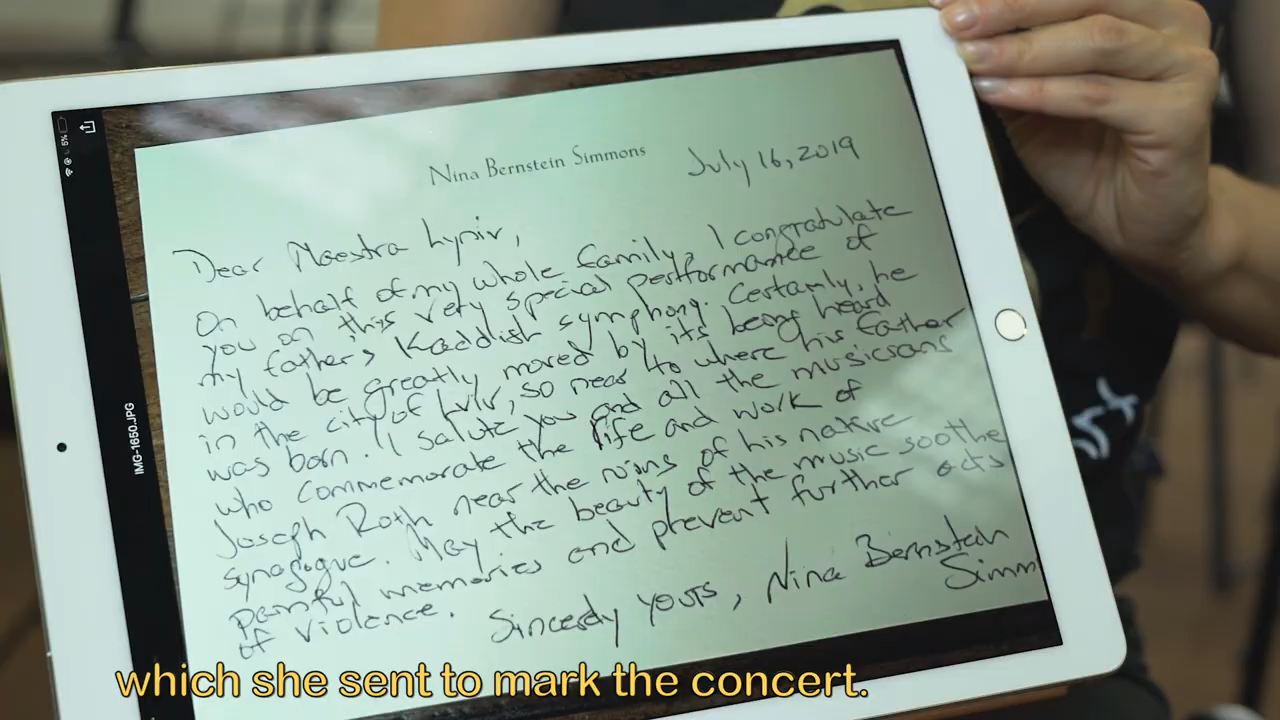 5%
IMG-1650.JPG
Nina Bernstein Simmons
July 16, 2019
Dear Maestra Lyniv,
On behalf of my whole family, I congratulate
you on this very special performance of
my father's Kaddish symphony. Certainly, he
would be greatly moved by its being heard
in the city of Lviv, so near to where his father
was born. I salute you and all the musicians
who commemorate the life and work of
Joseph Roth near the ruins of his native
synagogue. May the beauty of the music soothe
painful memories and prevent further acts
of violence.
Sincerely yours, Nina Bernstein
Simm
which she sent to mark the concert.